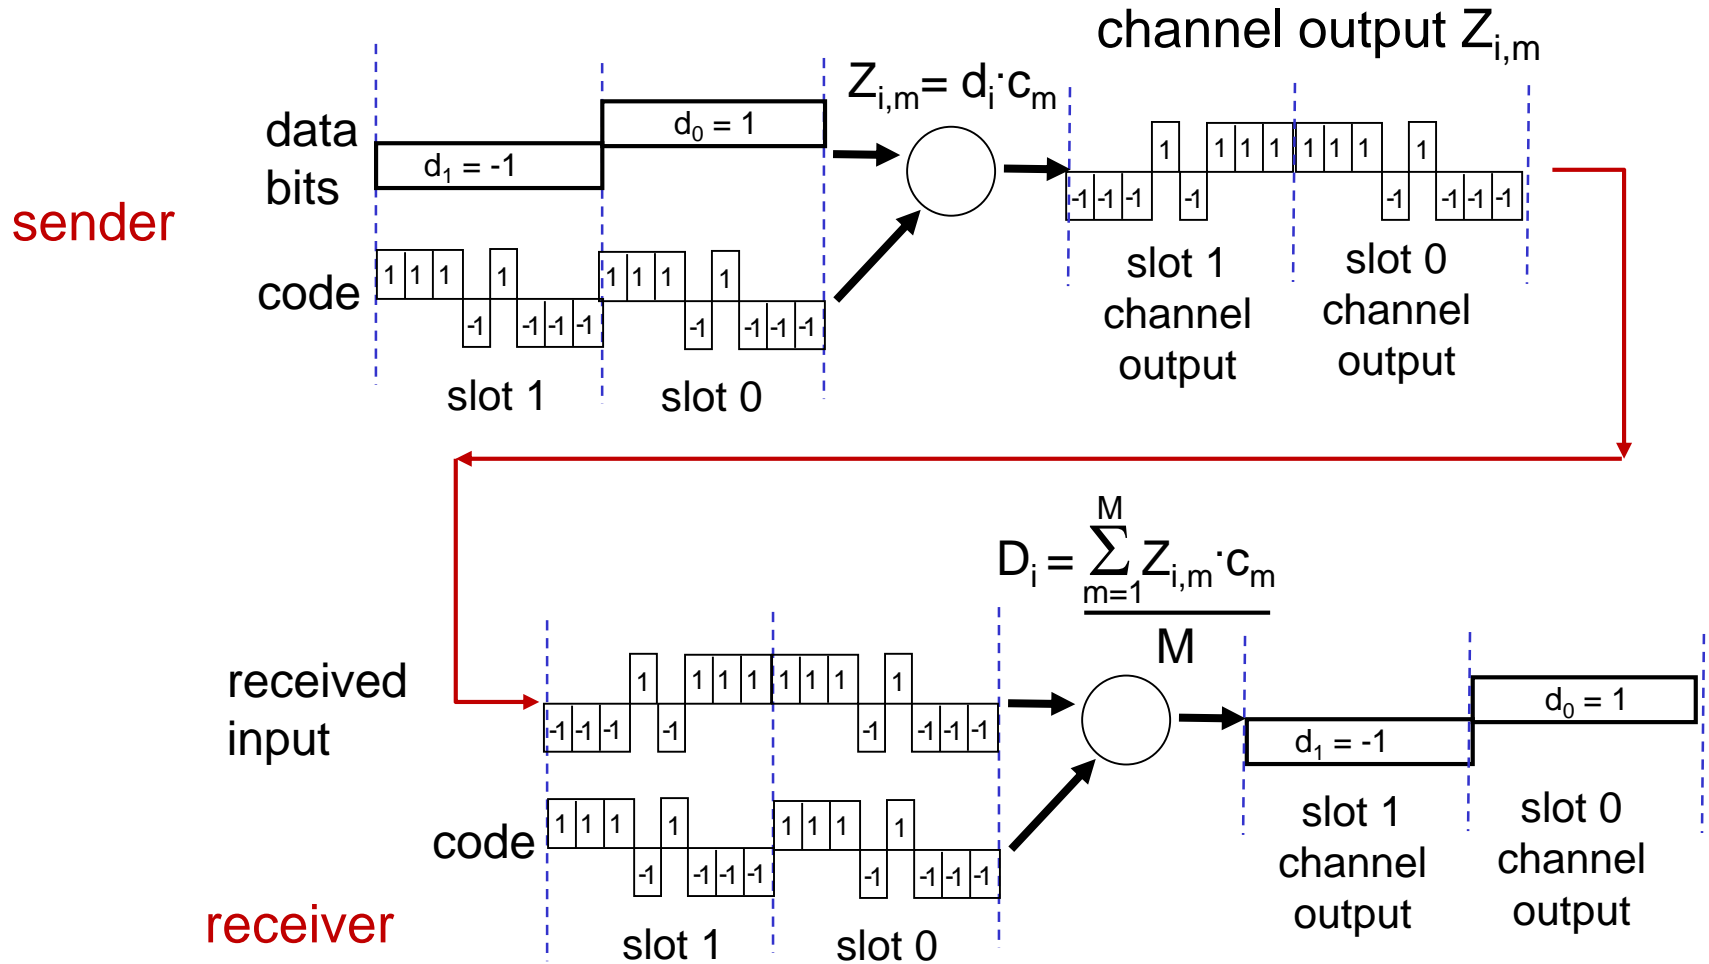 channel output Z_i,m
Z_i,m= d_i·c_m
data
bits
d_1 = -1
d_0 = 1
sender
code
1 1 1 -1 1 -1 -1 -1
1 1 1 -1 1 -1 -1 -1
slot 1
slot 0
-1 -1 -1 1 -1 1 1 1
1 1 1 -1 1 -1 -1 -1
slot 1
channel
output
slot 0
channel
output
D_i = Σ Z_i,m·c_m
M
m=1
M
received
input
-1 -1 -1 1 -1 1 1 1
1 1 1 -1 1 -1 -1 -1
code
1 1 1 -1 1 -1 -1 -1
1 1 1 -1 1 -1 -1 -1
receiver
slot 1
slot 0
d_1 = -1
d_0 = 1
slot 1
channel
output
slot 0
channel
output